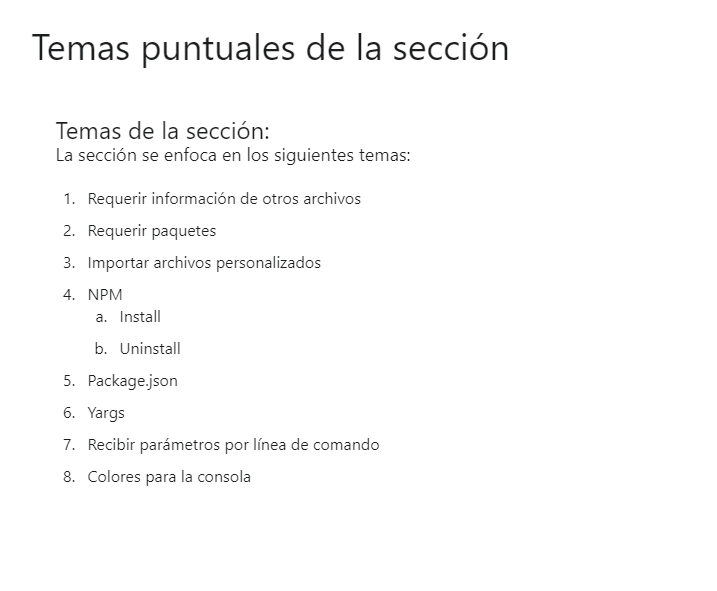 Temas puntuales de la sección
Temas de la sección:
La sección se enfoca en los siguientes temas:
1. Requerir información de otros archivos
2. Requerir paquetes
3. Importar archivos personalizados
4. NPM
a. Install
b. Uninstall
5. Package.json
6. Yargs
7. Recibir parámetros por línea de comando
8. Colores para la consola